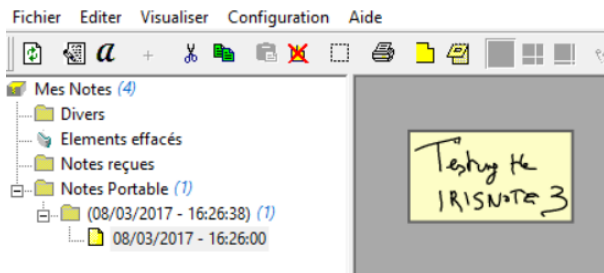 Fichier Editer Visualiser Configuration Aide
a
Mes Notes (4)
Divers
Elements effacés
Notes reçues
Notes Portable (1)
(08/03/2017 - 16:26:38) (1)
08/03/2017 - 16:26:00
Testing the
IRISNOTE 3